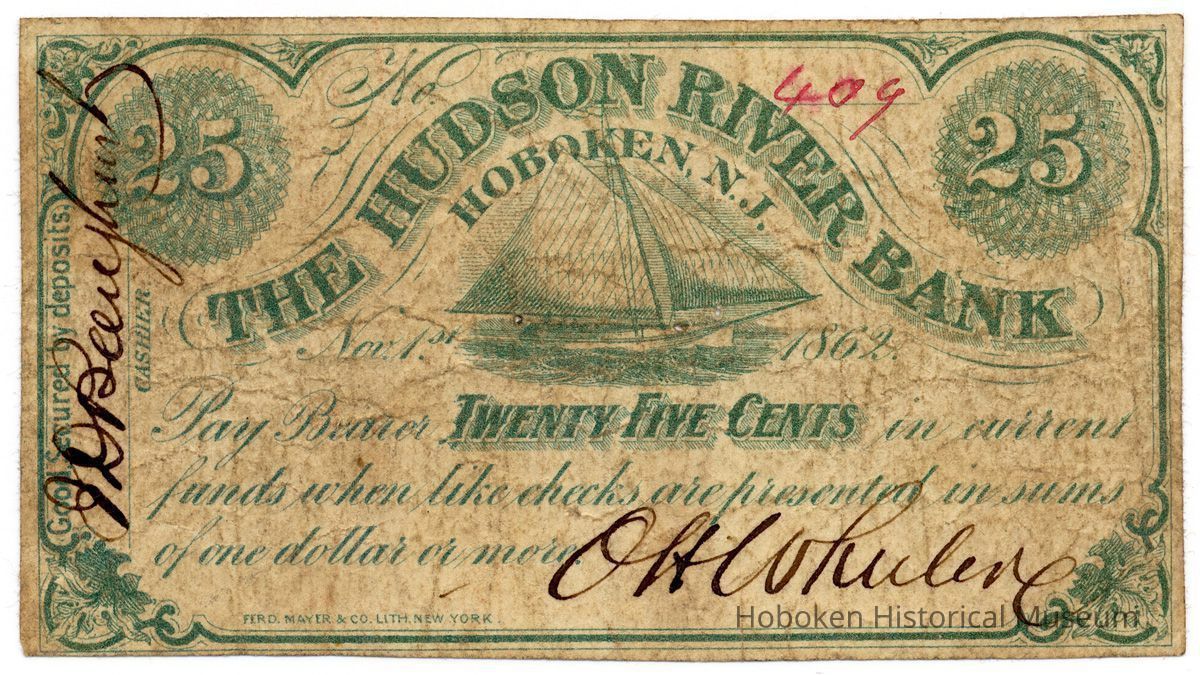 25
No.
409
25
THE HUDSON RIVER BANK
HOBOKEN, N.J.
Nov. 1st 1862.
Pay Bearer TWENTY FIVE CENTS in current
funds when like checks are presented in sums
of one dollar or more.
OH Wheeler
FERD. MAYER & CO. LITH. NEW YORK.
Good Secured by deposits.
CASHIER
Hoboken Historical Museum